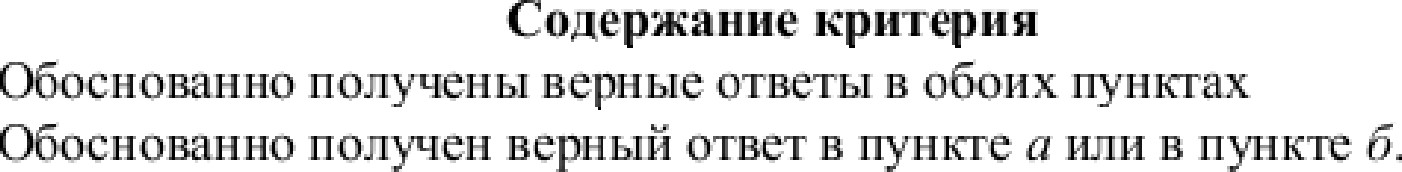 Содержание критерия
Обоснованно получены верные ответы в обоих пунктах
Обоснованно получен верный ответ в пункте а или в пункте б.